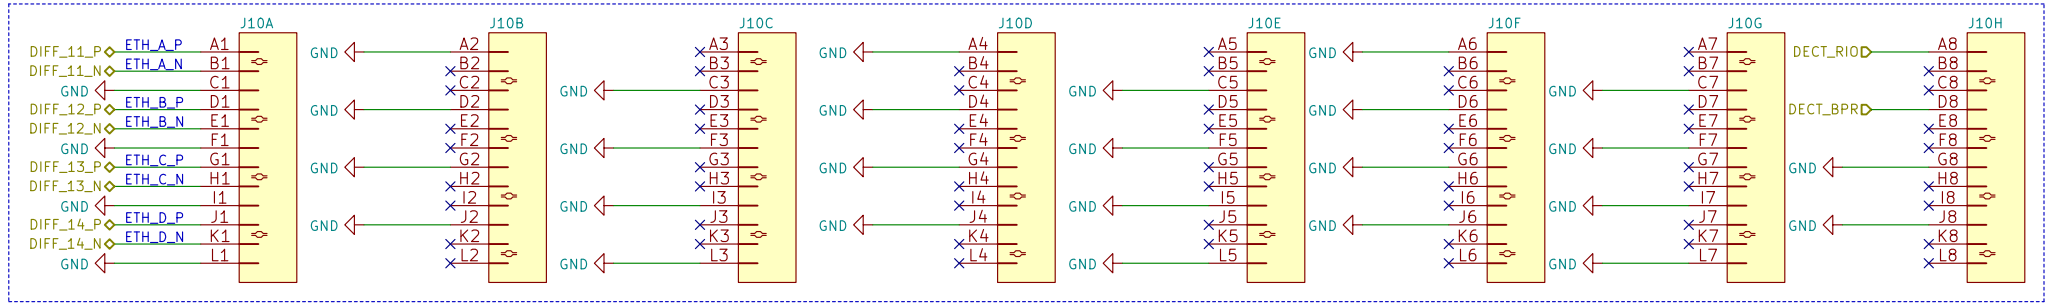 J10A J10B J10C J10D J10E J10F J10G J10H
DIFF_11_P ETH_A_P A1 GND A2 A3 GND A4 A5 GND A6 A7 DECT_RIO A8
DIFF_11_N ETH_A_N B1 B2 B3 B4 B5 B6 B7 B8
GND C1 C2 GND C3 C4 GND C5 C6 GND C7 C8
DIFF_12_P ETH_B_P D1 GND D2 D3 GND D4 D5 GND D6 D7 DECT_BPR D8
DIFF_12_N ETH_B_N E1 E2 E3 E4 E5 E6 E7 E8
GND F1 F2 GND F3 F4 GND F5 F6 GND F7 F8
DIFF_13_P ETH_C_P G1 GND G2 G3 GND G4 G5 GND G6 G7 GND G8
DIFF_13_N ETH_C_N H1 H2 H3 H4 H5 H6 H7 H8
GND I1 I2 GND I3 I4 GND I5 I6 GND I7 I8
DIFF_14_P ETH_D_P J1 GND J2 J3 GND J4 J5 GND J6 J7 GND J8
DIFF_14_N ETH_D_N K1 K2 K3 K4 K5 K6 K7 K8
GND L1 L2 GND L3 L4 GND L5 L6 GND L7 L8